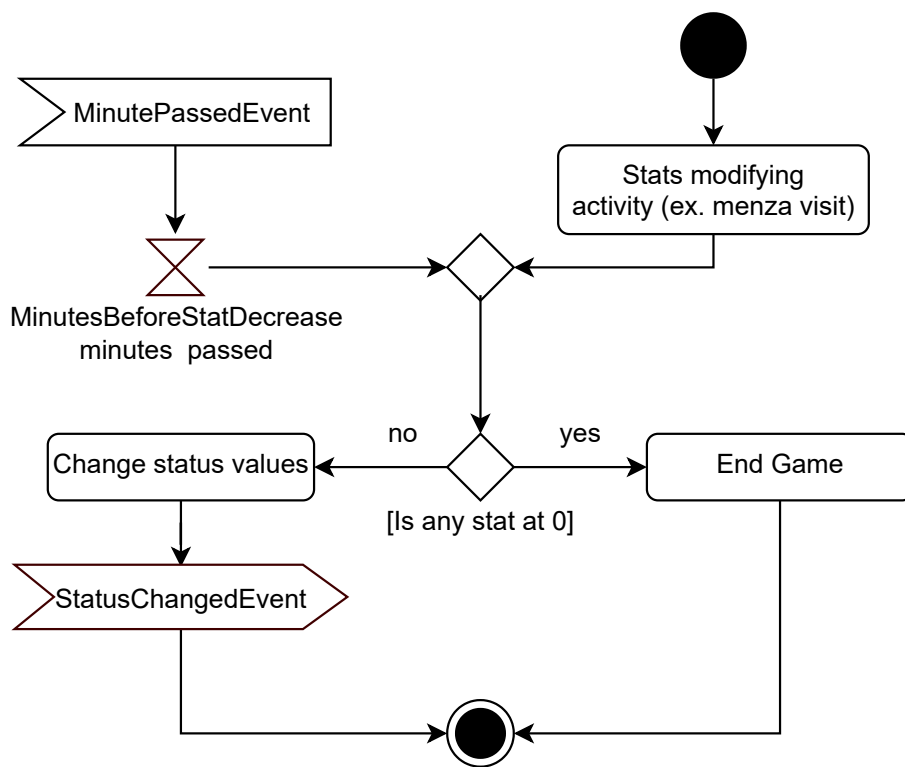 MinutePassedEvent
Stats modifying
activity (ex. menza visit)
MinutesBeforeStatDecrease
minutes  passed
no
yes
Change status values
End Game
[Is any stat at 0]
StatusChangedEvent